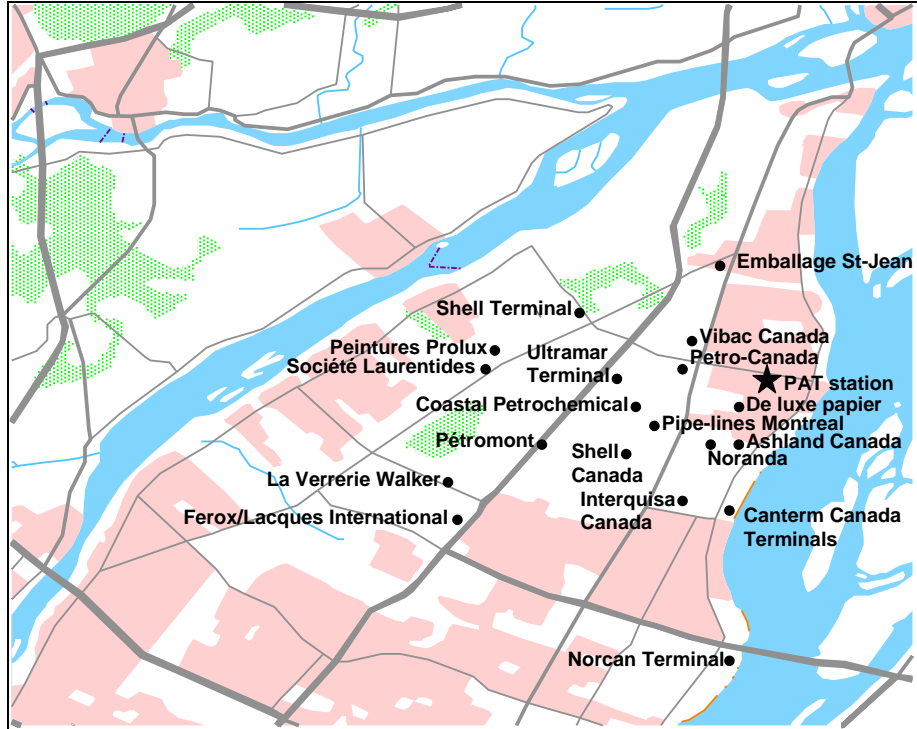 Emballage St-Jean
Shell Terminal
Vibac Canada
Peintures Prolux
Ultramar
Terminal
Petro-Canada
Société Laurentides
PAT station
Coastal Petrochemical
De luxe papier
Pipe-lines Montreal
Pétromont
Ashland Canada
Shell
Canada
Noranda
La Verrerie Walker
Interquisa
Canada
Ferox/Lacques International
Canterm Canada
Terminals
Norcan Terminal